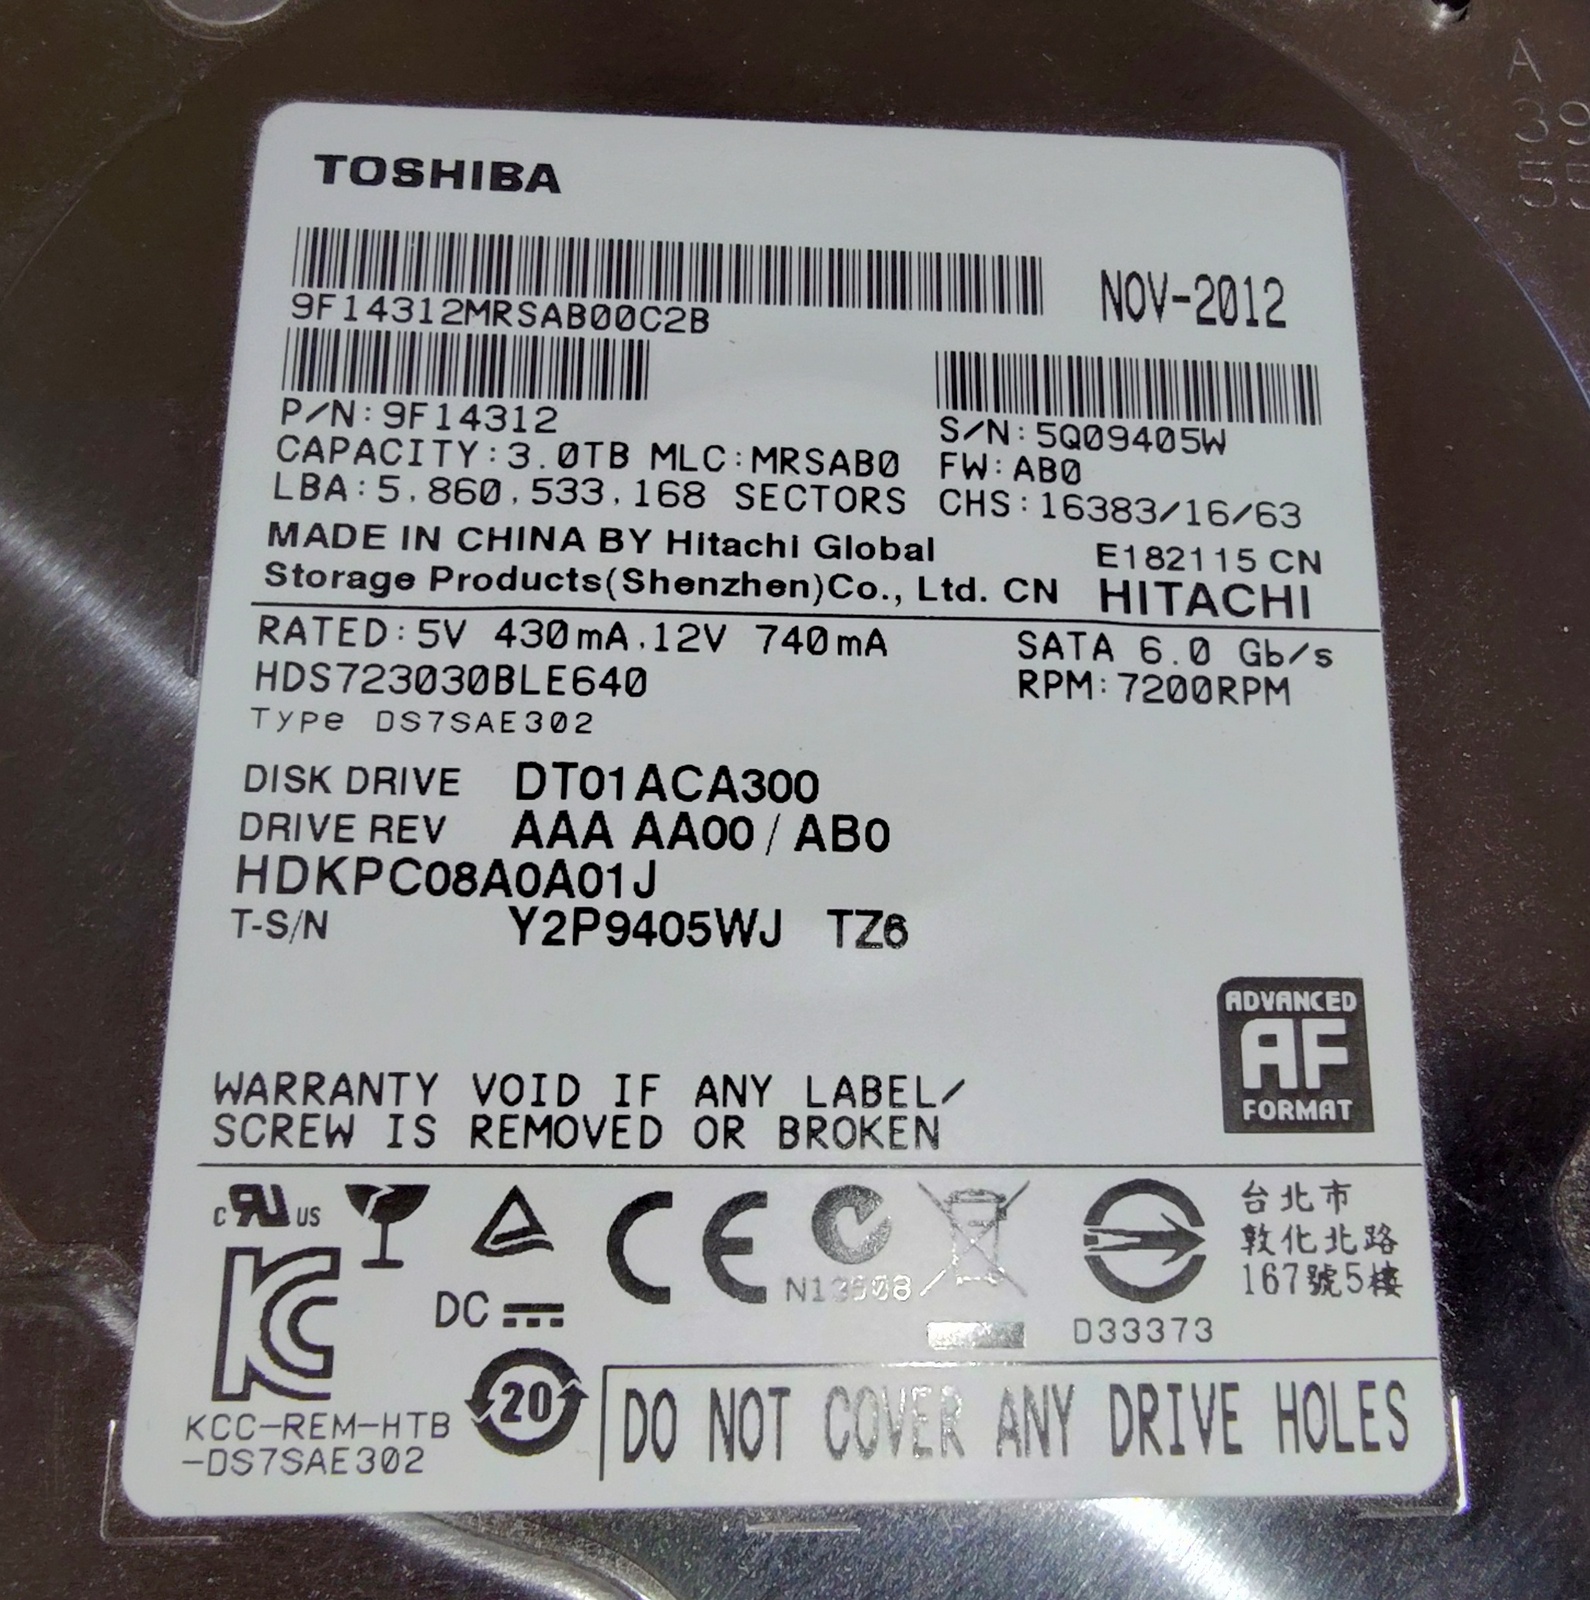 A
39
55
TOSHIBA
9F14312MRSAB00C2B
NOV-2012
P/N:9F14312
S/N:5Q09405W
CAPACITY:3.0TB MLC:MRSAB0 FW:AB0
LBA:5,860,533,168 SECTORS CHS:16383/16/63
MADE IN CHINA BY Hitachi Global E182115 CN
Storage Products(Shenzhen)Co., Ltd. CN HITACHI
RATED:5V 430mA,12V 740mA SATA 6.0 Gb/s
HDS723030BLE640 RPM:7200RPM
Type DS7SAE302
DISK DRIVE DT01ACA300
DRIVE REV AAA AA00 / AB0
HDKPC08A0A01J
T-S/N Y2P9405WJ TZ6
ADVANCED
AF
FORMAT
WARRANTY VOID IF ANY LABEL/
SCREW IS REMOVED OR BROKEN
c RU US
CE
台北市
敦化北路
167號5樓
DC
D33373
KC
KCC-REM-HTB
-DS7SAE302
20
DO NOT COVER ANY DRIVE HOLES